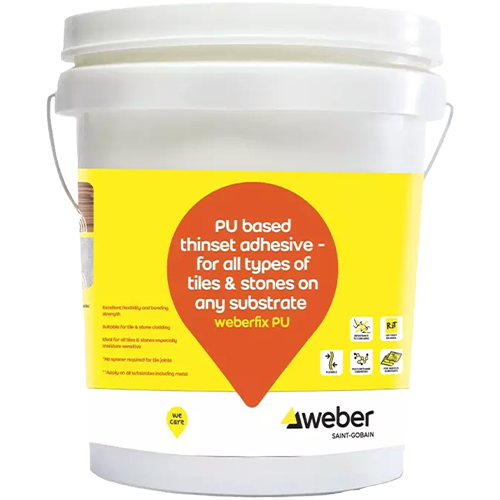 PU based
thinset adhesive -
for all types of
tiles & stones on
any substrate
weberfix PU
Excellent flexibility and bonding
strength
Suitable for tile & stone cladding
Ideal for all tiles & stones especially
moisture sensitive
*No spacer required for tile joints
**Apply on all substrates including metal
R2T
FLEXIBLE
we
care
weber
SAINT-GOBAIN